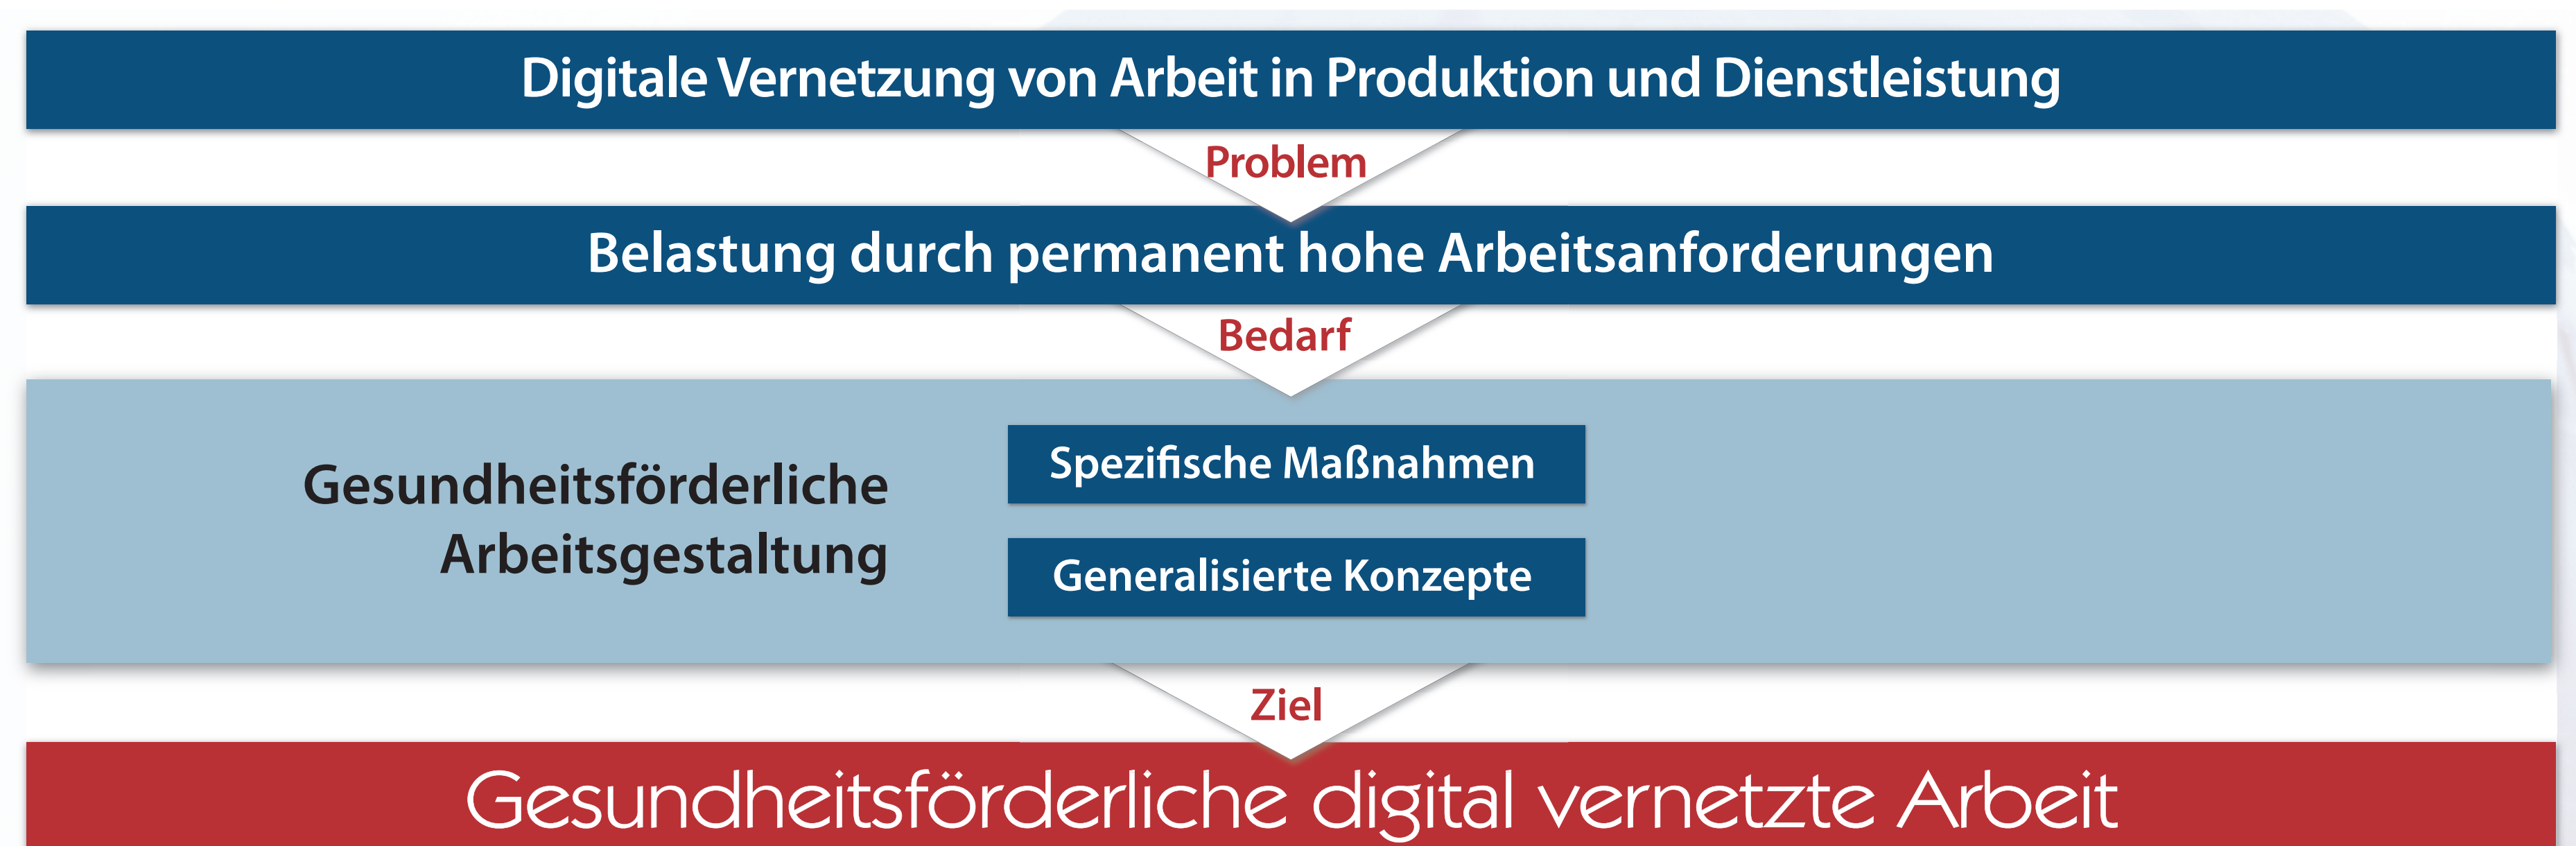 Digitale Vernetzung von Arbeit in Produktion und Dienstleistung
Problem
Belastung durch permanent hohe Arbeitsanforderungen
Bedarf
Gesundheitsförderliche
Arbeitsgestaltung
Spezifische Maßnahmen
Generalisierte Konzepte
Ziel
Gesundheitsförderliche digital vernetzte Arbeit